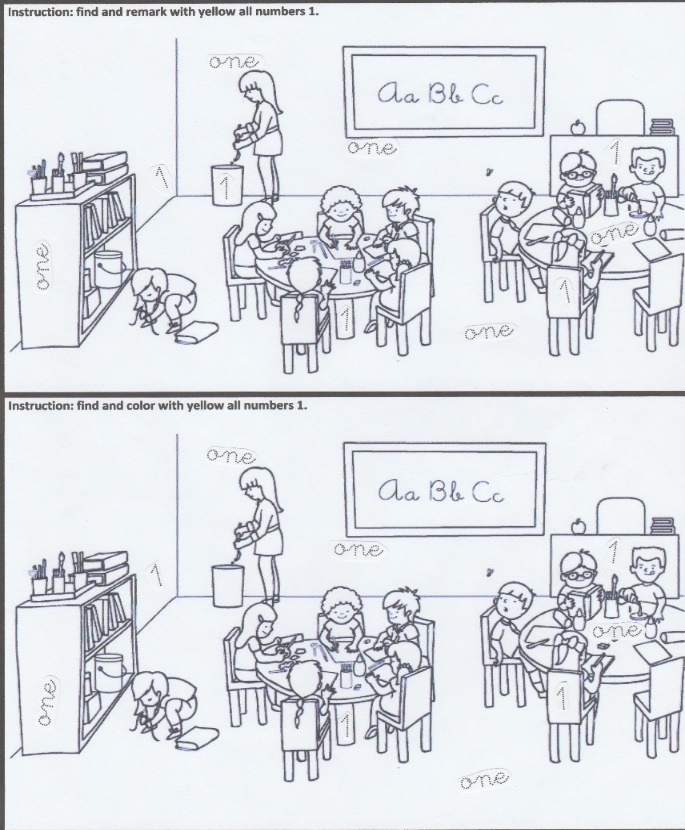 Instruction: find and remark with yellow all numbers 1.
one
Aa Bb Cc
one
1
1
1
one
one
1
1
one
Instruction: find and color with yellow all numbers 1.
one
Aa Bb Cc
one
1
1
one
one
1
1
one